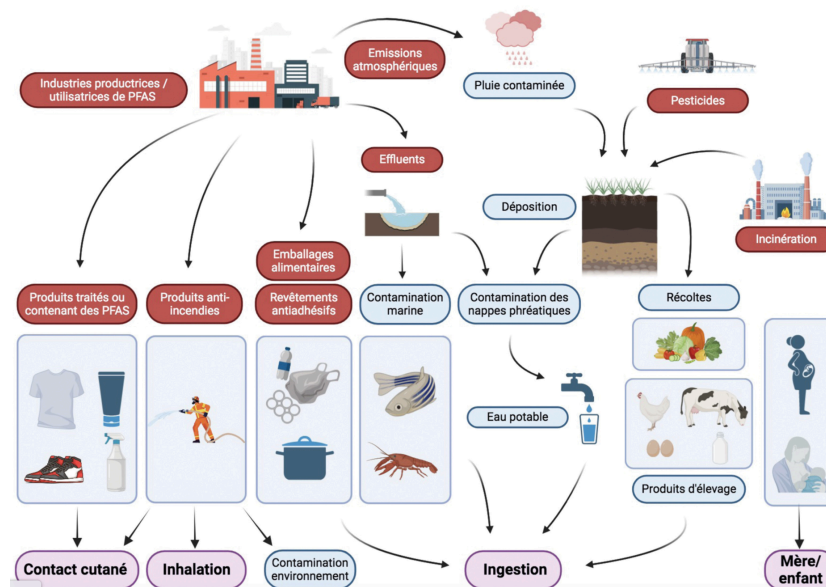 Emissions
atmosphériques
Industries productrices /
utilisatrices de PFAS
Pluie contaminée
Pesticides
Effluents
Déposition
Incinération
Emballages
alimentaires
Produits traités ou
contenant des PFAS
Produits anti-
incendies
Revêtements
antiadhésifs
Contamination
marine
Contamination des
nappes phréatiques
Récoltes
Eau potable
Produits d'élevage
Contact cutané
Inhalation
Contamination
environnement
Ingestion
Mère/
enfant